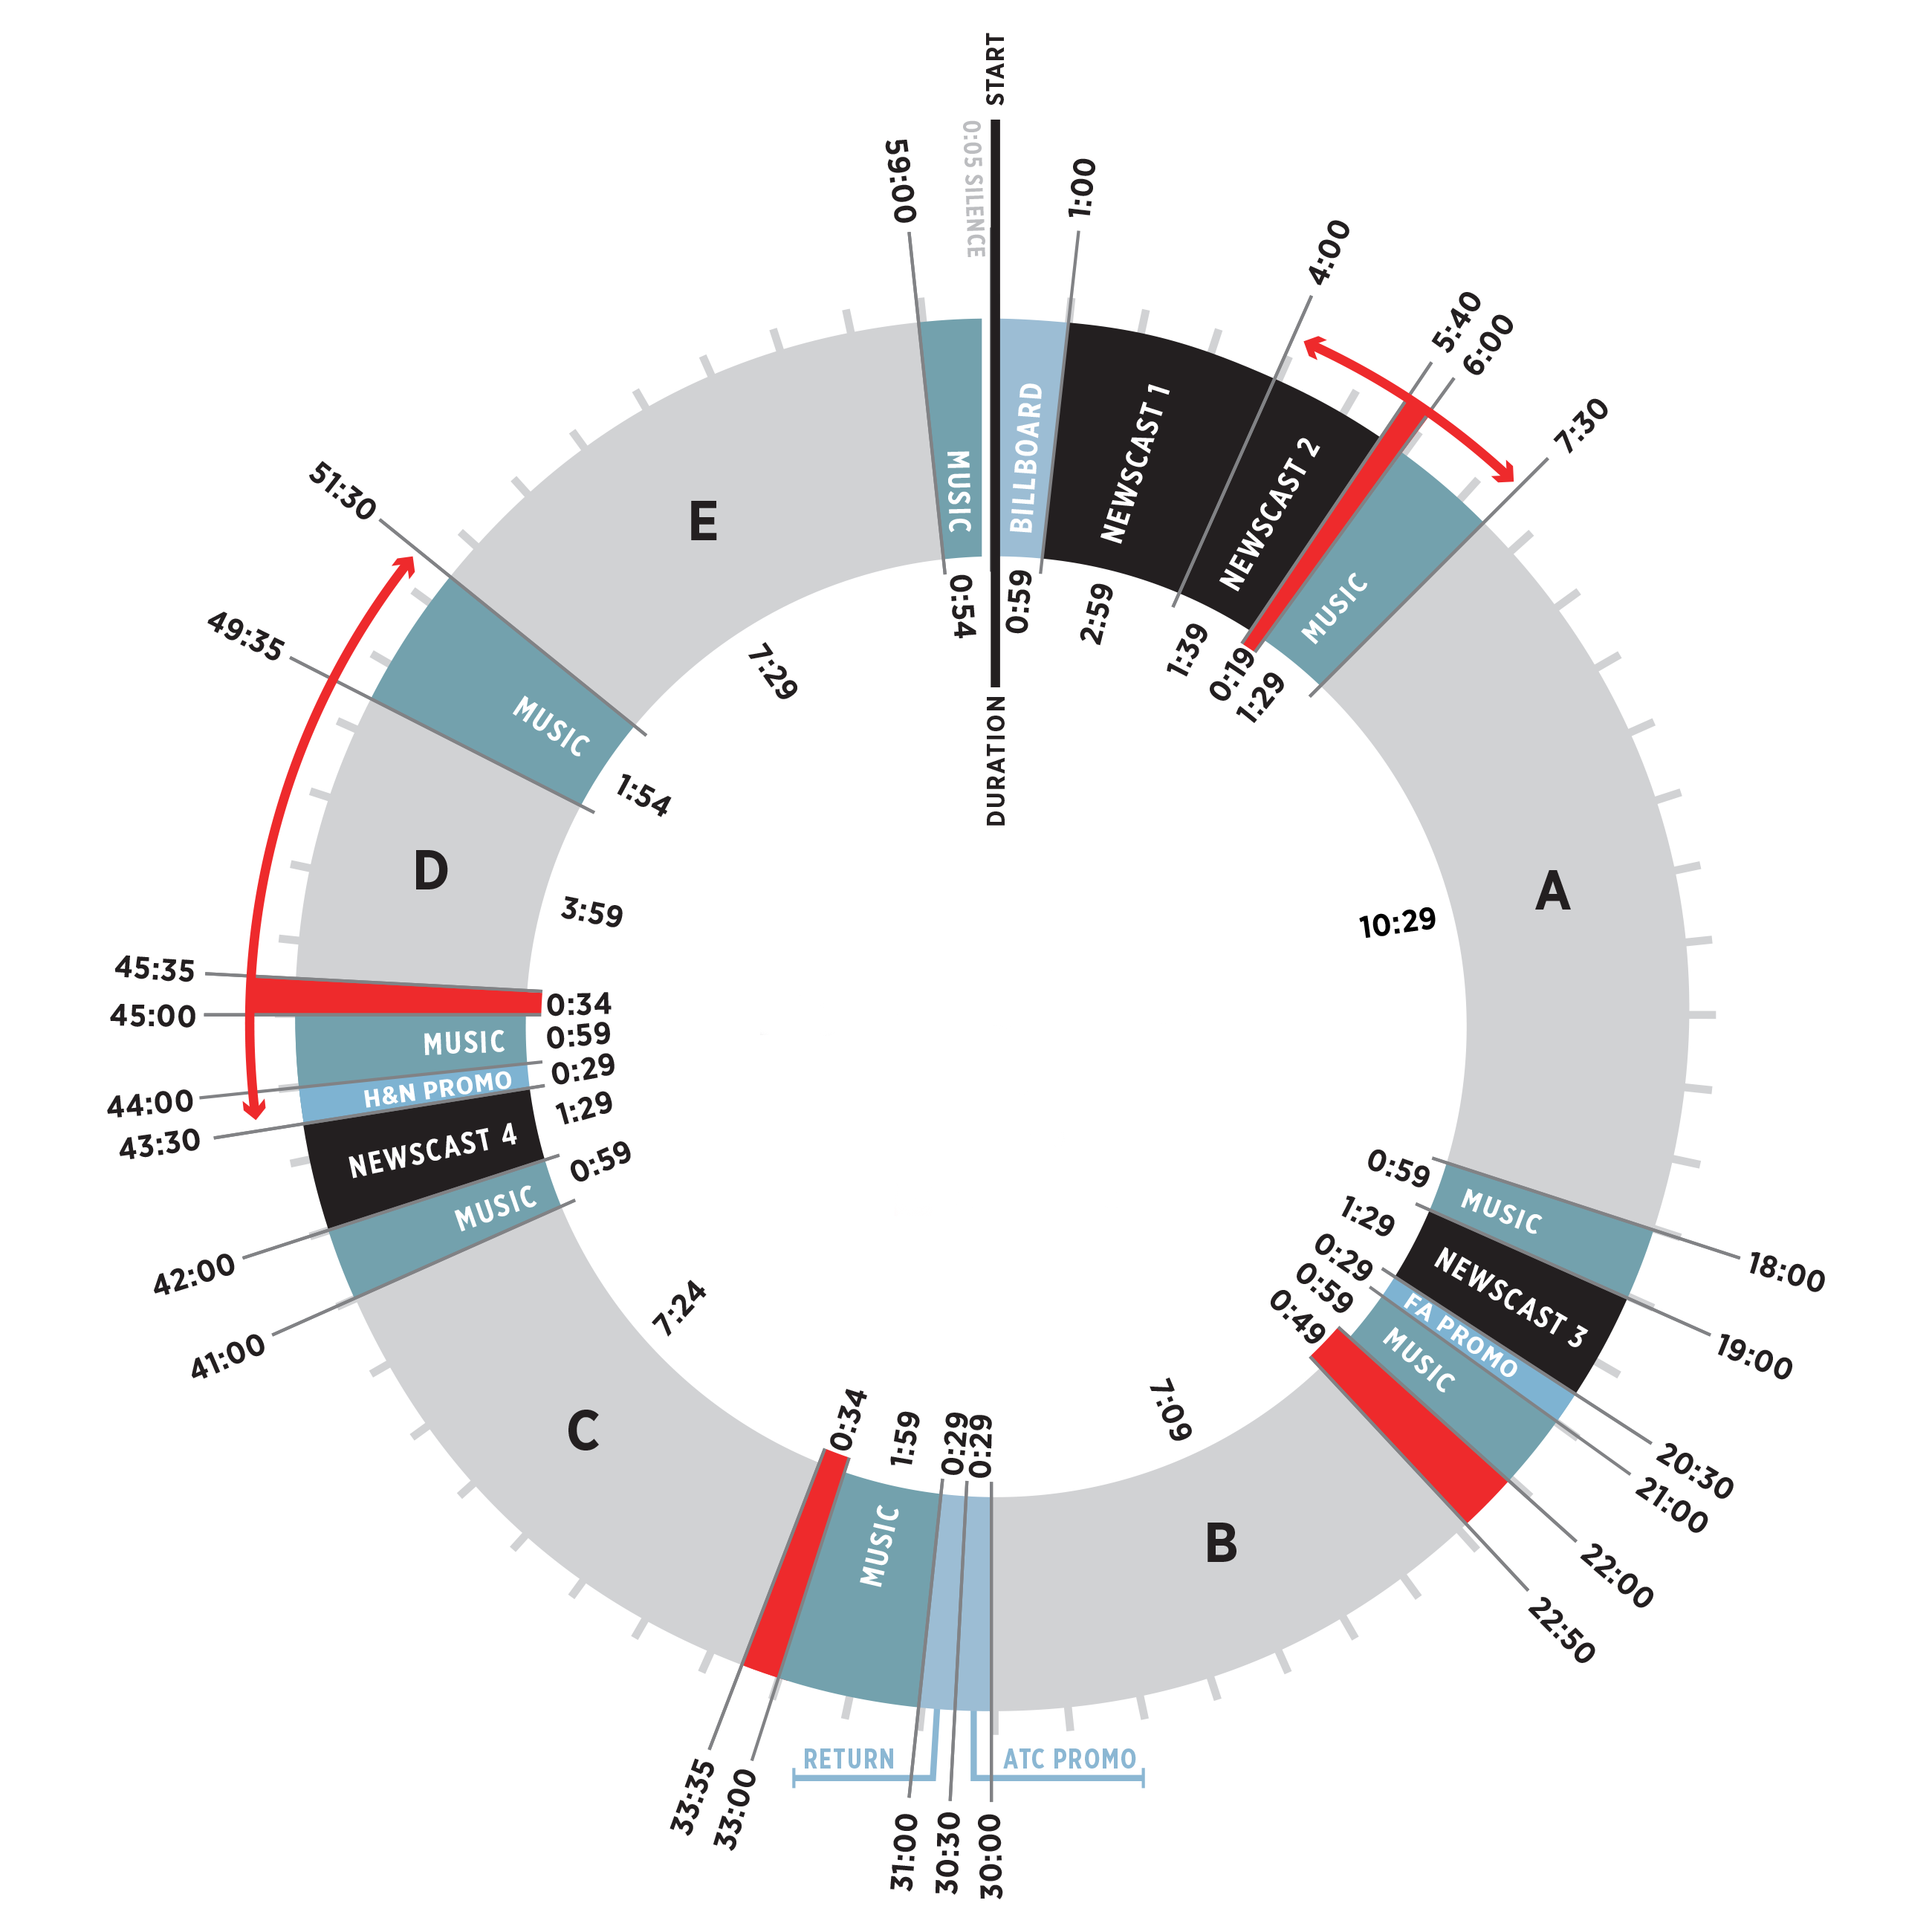 START
0:05 SILENCE
1:00
4:00
5:40
6:00
7:30
18:00
19:00
20:30
21:00
22:00
22:50
30:00
30:30
31:00
33:00
33:35
41:00
42:00
43:30
44:00
45:00
45:35
49:35
51:30
59:00
BILLBOARD
NEWSCAST 1
NEWSCAST 2
MUSIC
A
MUSIC
NEWSCAST 3
FA PROMO
MUSIC
B
ATC PROMO
RETURN
MUSIC
C
MUSIC
NEWSCAST 4
H&N PROMO
MUSIC
D
MUSIC
E
MUSIC
DURATION
0:59
2:59
1:39
0:19
1:29
10:29
0:59
1:29
0:29
0:59
0:49
7:09
0:29
0:29
1:59
0:34
7:24
0:59
1:29
0:29
0:59
0:34
3:59
1:54
7:29
0:54